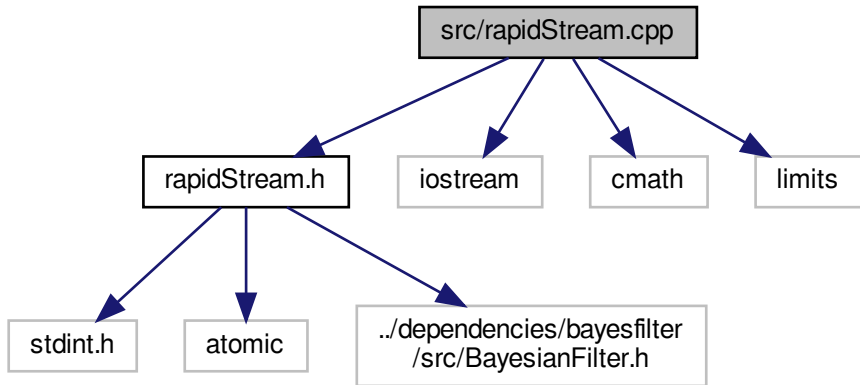 src/rapidStream.cpp
rapidStream.h
iostream
cmath
limits
stdint.h
atomic
../dependencies/bayesfilter
/src/BayesianFilter.h